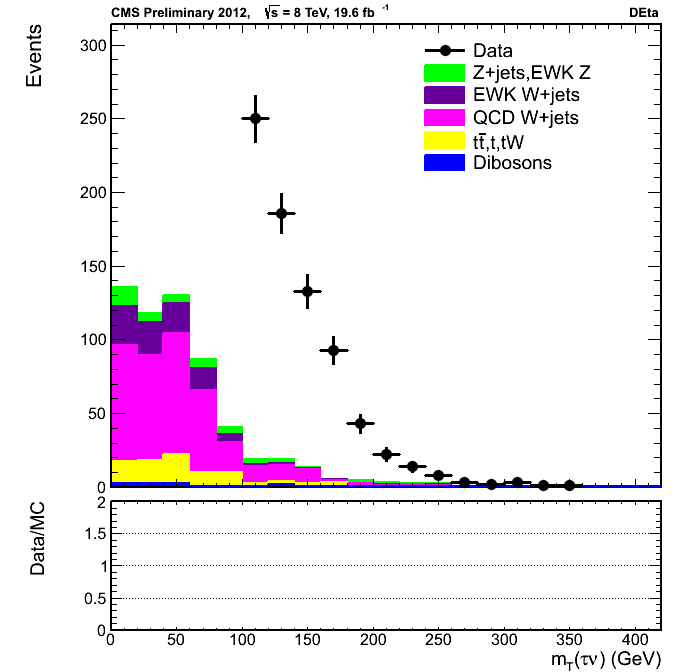 CMS Preliminary 2012, √s = 8 TeV, 19.6 fb⁻¹ DEta
Events
300
250
200
150
100
50
0
Data
Z+jets,EWK Z
EWK W+jets
QCD W+jets
tt̄,t,tW
Dibosons
Data/MC
2
1.5
1
0.5
0
0 50 100 150 200 250 300 350 400
m_T(τν) (GeV)